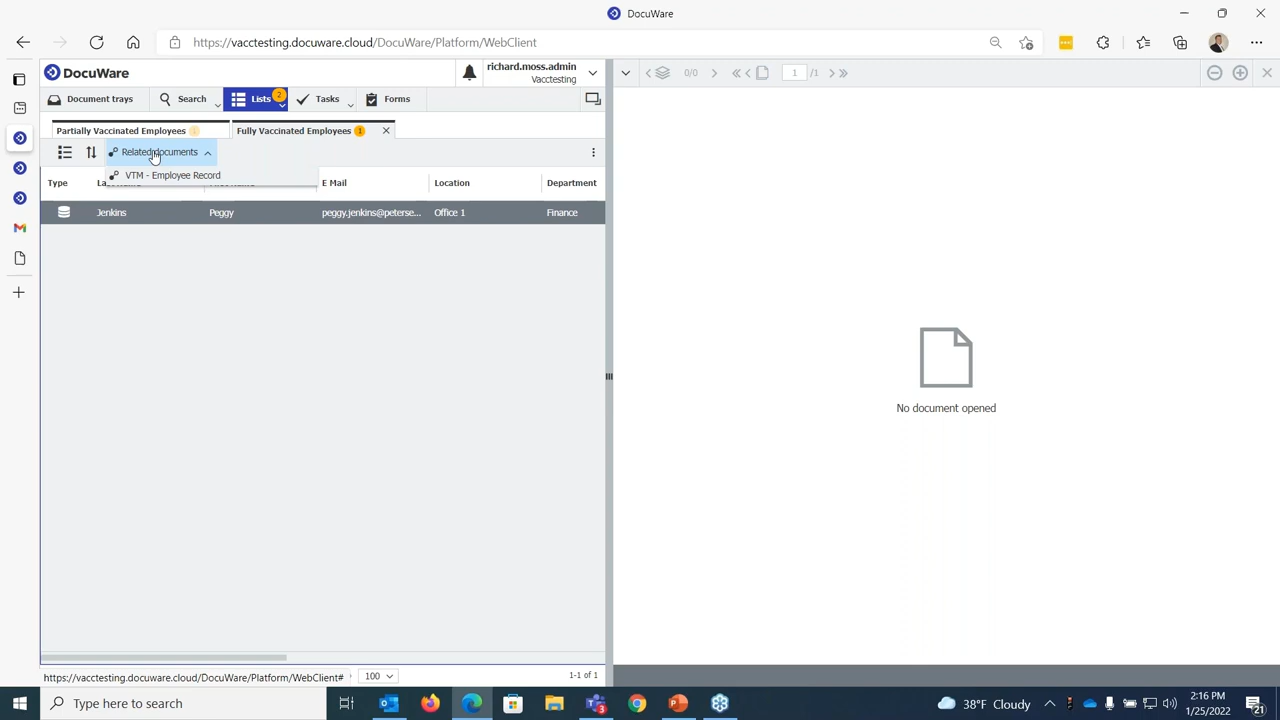 DocuWare
https://vacctesting.docuware.cloud/DocuWare/Platform/WebClient
DocuWare
richard.moss.admin
Vacctesting
0/0
1 /1
Document trays
Search
Lists 2
Tasks
Forms
Partially Vaccinated Employees 1
Fully Vaccinated Employees 1
Related documents
VTM - Employee Record
Type
E Mail
Location
Department
Jenkins
Peggy
peggy.jenkins@peterse...
Office 1
Finance
No document opened
https://vacctesting.docuware.cloud/DocuWare/Platform/WebClient#
100
1-1 of 1
Type here to search
3
38°F Cloudy
2:16 PM
1/25/2022
21